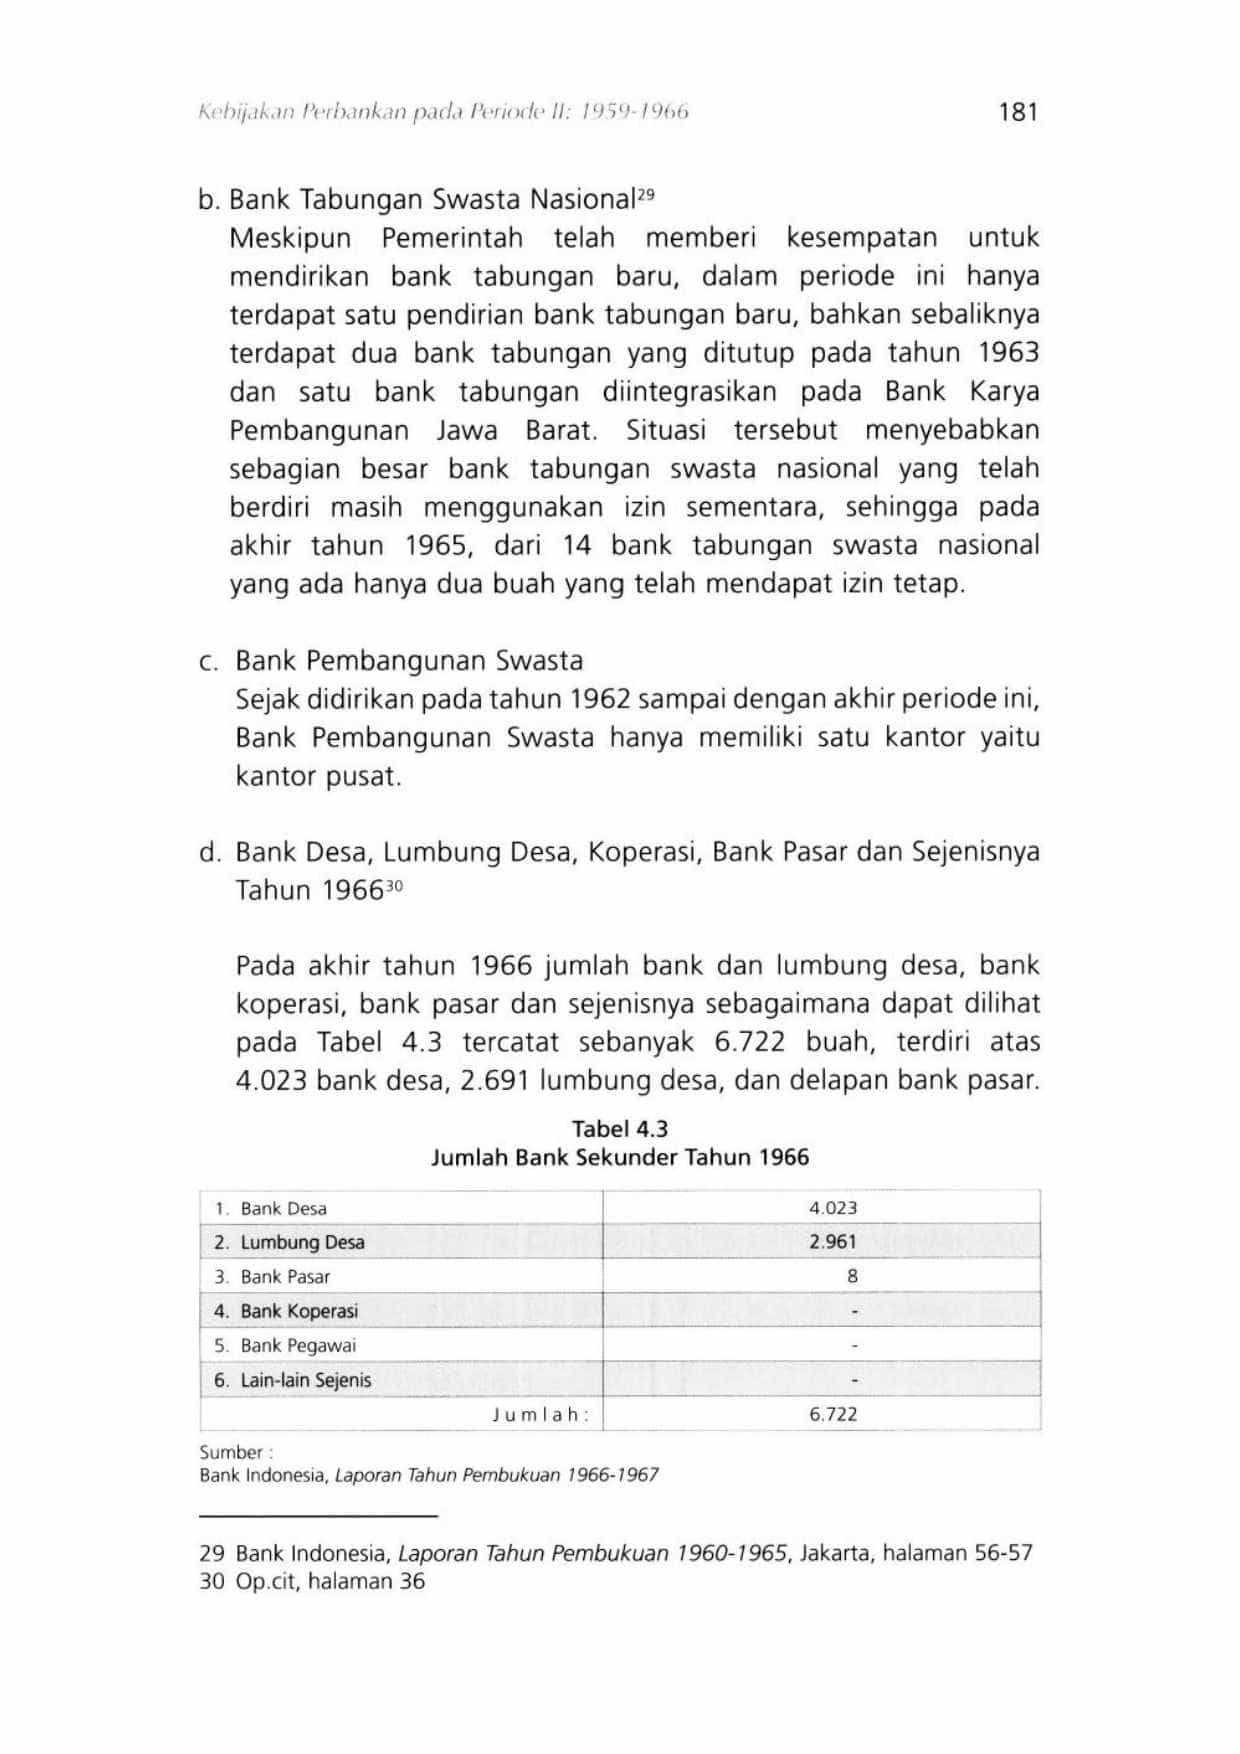 Kebijakan Perbankan pada Periode II: 1959-1966 181
b. Bank Tabungan Swasta Nasional29
Meskipun Pemerintah telah memberi kesempatan untuk
mendirikan bank tabungan baru, dalam periode ini hanya
terdapat satu pendirian bank tabungan baru, bahkan sebaliknya
terdapat dua bank tabungan yang ditutup pada tahun 1963
dan satu bank tabungan diintegrasikan pada Bank Karya
Pembangunan Jawa Barat. Situasi tersebut menyebabkan
sebagian besar bank tabungan swasta nasional yang telah
berdiri masih menggunakan izin sementara, sehingga pada
akhir tahun 1965, dari 14 bank tabungan swasta nasional
yang ada hanya dua buah yang telah mendapat izin tetap.
c. Bank Pembangunan Swasta
Sejak didirikan pada tahun 1962 sampai dengan akhir periode ini,
Bank Pembangunan Swasta hanya memiliki satu kantor yaitu
kantor pusat.
d. Bank Desa, Lumbung Desa, Koperasi, Bank Pasar dan Sejenisnya
Tahun 196630
Pada akhir tahun 1966 jumlah bank dan lumbung desa, bank
koperasi, bank pasar dan sejenisnya sebagaimana dapat dilihat
pada Tabel 4.3 tercatat sebanyak 6.722 buah, terdiri atas
4.023 bank desa, 2.691 lumbung desa, dan delapan bank pasar.
Tabel 4.3
Jumlah Bank Sekunder Tahun 1966
1. Bank Desa 4.023
2. Lumbung Desa 2.961
3. Bank Pasar 8
4. Bank Koperasi -
5. Bank Pegawai -
6. Lain-lain Sejenis -
Jumlah: 6.722
Sumber :
Bank Indonesia, Laporan Tahun Pembukuan 1966-1967
29 Bank Indonesia, Laporan Tahun Pembukuan 1960-1965, Jakarta, halaman 56-57
30 Op.cit, halaman 36